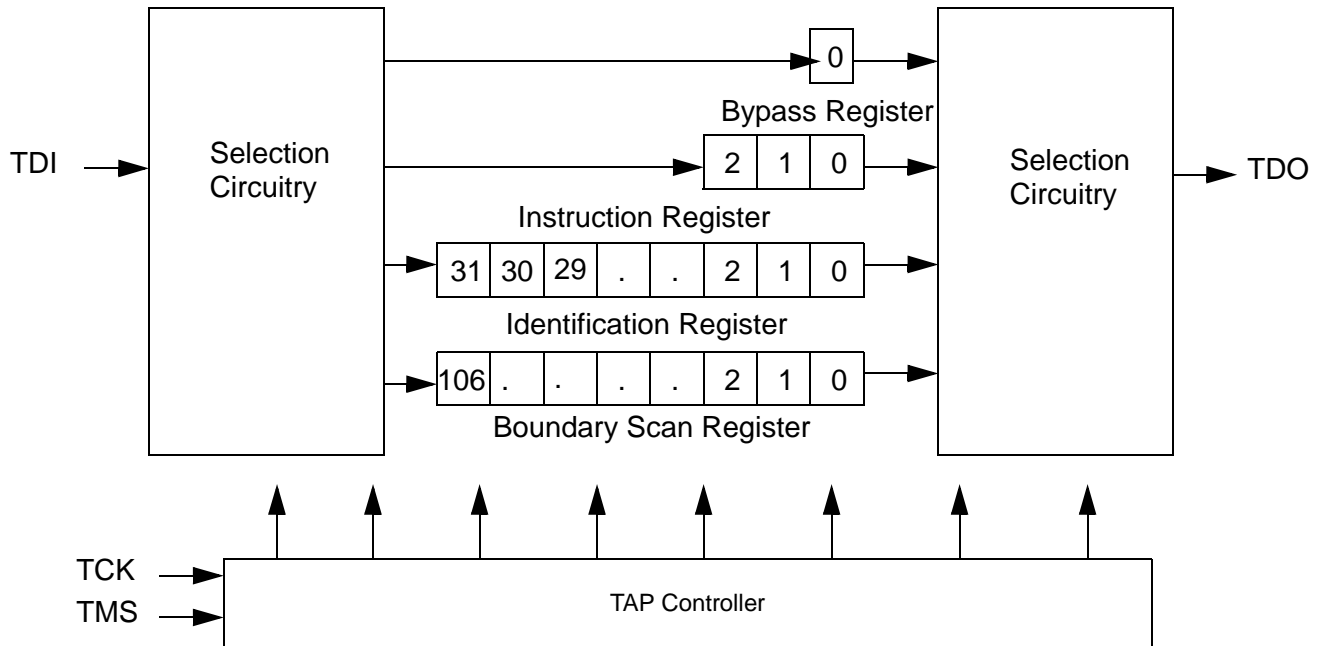 0
Bypass Register
TDI
Selection
Circuitry
2 1 0
Selection
Circuitry
TDO
Instruction Register
31 30 29 . . 2 1 0
Identification Register
106 . . . . 2 1 0
Boundary Scan Register
TCK
TMS
TAP Controller